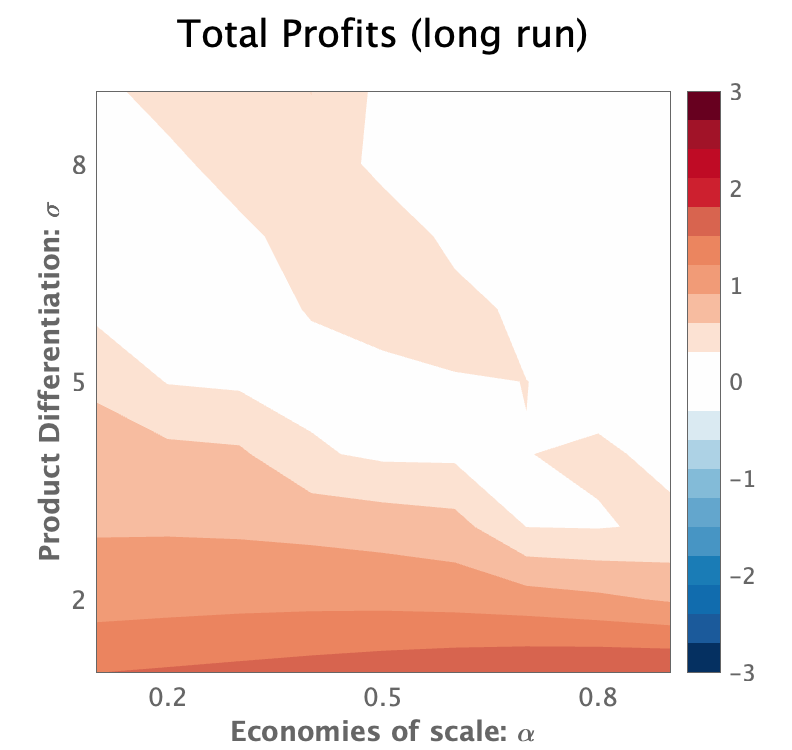 Total Profits (long run)
Product Differentiation: σ
8
5
2
0.2 0.5 0.8
Economies of scale: α
3
2
1
0
−1
−2
−3